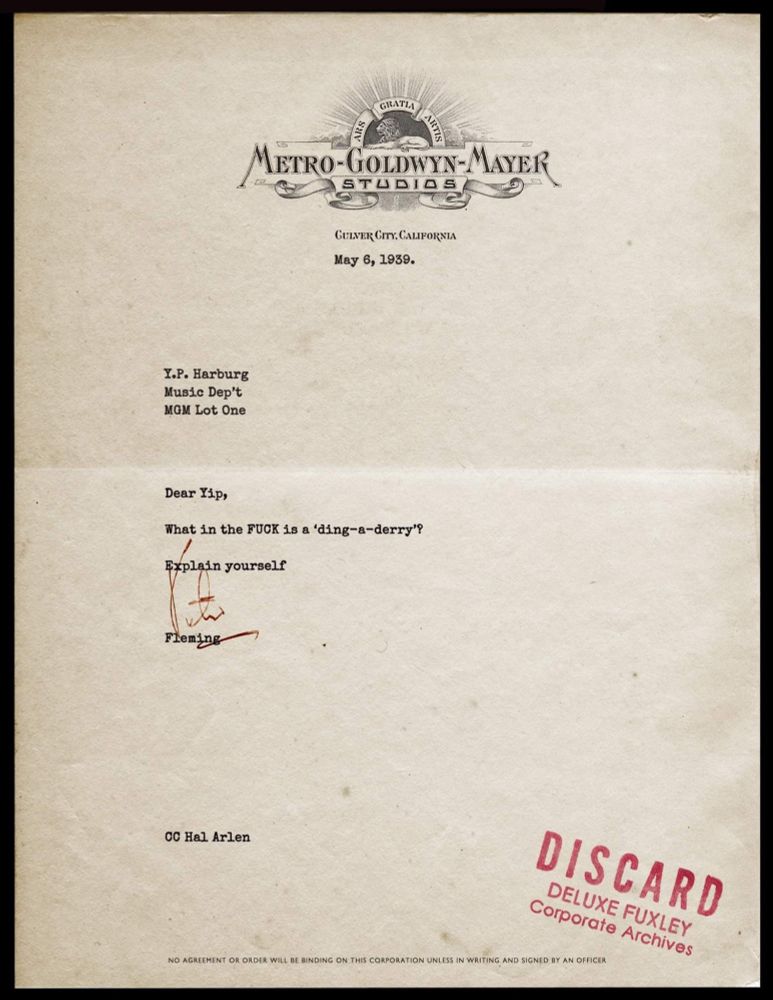 ARS GRATIA ARTIS
METRO-GOLDWYN-MAYER
STUDIOS
CULVER CITY, CALIFORNIA
May 6, 1939.
Y.P. Harburg
Music Dep't
MGM Lot One
Dear Yip,
What in the FUCK is a ‘ding-a-derry’?
Explain yourself
Fleming
CC Hal Arlen
DISCARD
DELUXE FUXLEY
Corporate Archives
NO AGREEMENT OR ORDER WILL BE BINDING ON THIS CORPORATION UNLESS IN WRITING AND SIGNED BY AN OFFICER